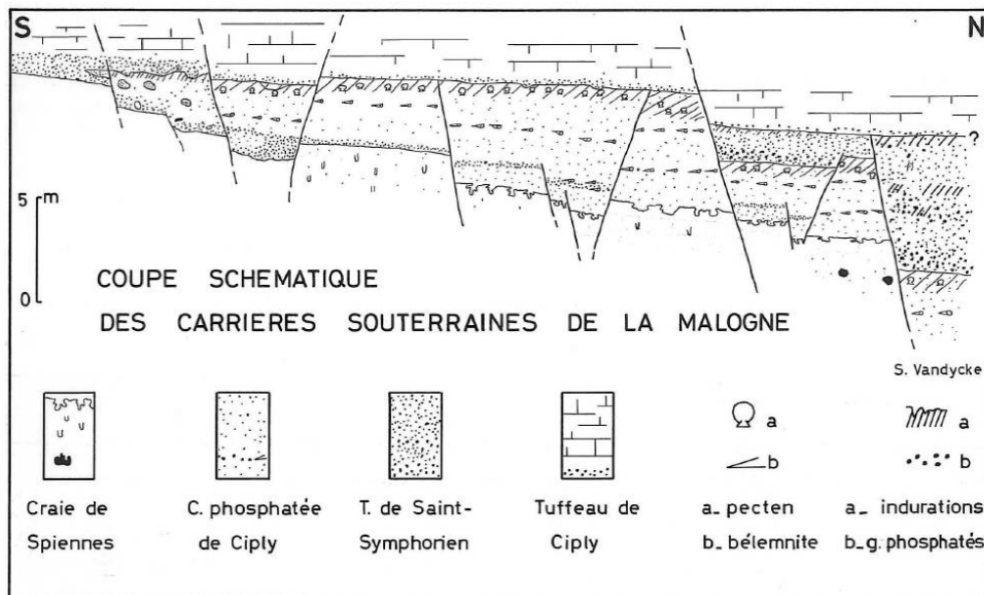 S N
?
5 m
0
COUPE SCHEMATIQUE
DES CARRIERES SOUTERRAINES DE LA MALOGNE
S. Vandycke
a a
b b
Craie de C. phosphatée T. de Saint- Tuffeau de a_ pecten a_ indurations
Spiennes de Ciply Symphorien Ciply b_ bélemnite b_g. phosphatés